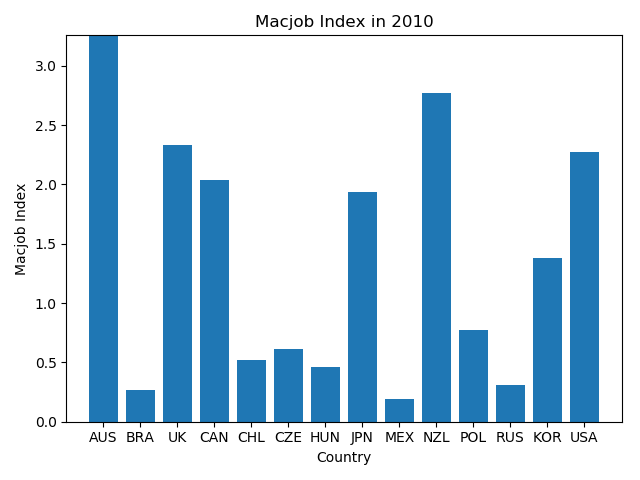 Macjob Index in 2010
3.0
2.5
2.0
1.5
1.0
0.5
0.0
Macjob Index
AUS BRA UK CAN CHL CZE HUN JPN MEX NZL POL RUS KOR USA
Country